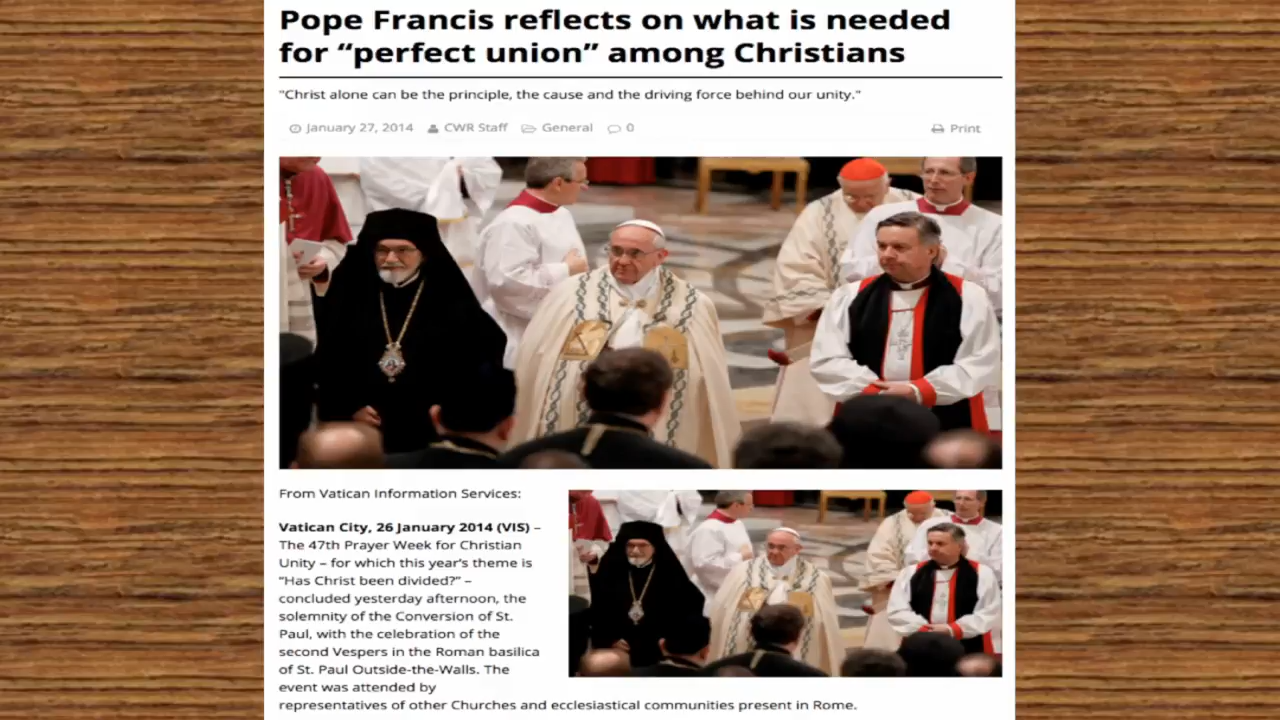 Pope Francis reflects on what is needed
for “perfect union” among Christians
"Christ alone can be the principle, the cause and the driving force behind our unity."
January 27, 2014 CWR Staff General 0 Print
From Vatican Information Services:
Vatican City, 26 January 2014 (VIS) –
The 47th Prayer Week for Christian
Unity – for which this year’s theme is
“Has Christ been divided?” –
concluded yesterday afternoon, the
solemnity of the Conversion of St.
Paul, with the celebration of the
second Vespers in the Roman basilica
of St. Paul Outside-the-Walls. The
event was attended by
representatives of other Churches and ecclesiastical communities present in Rome.